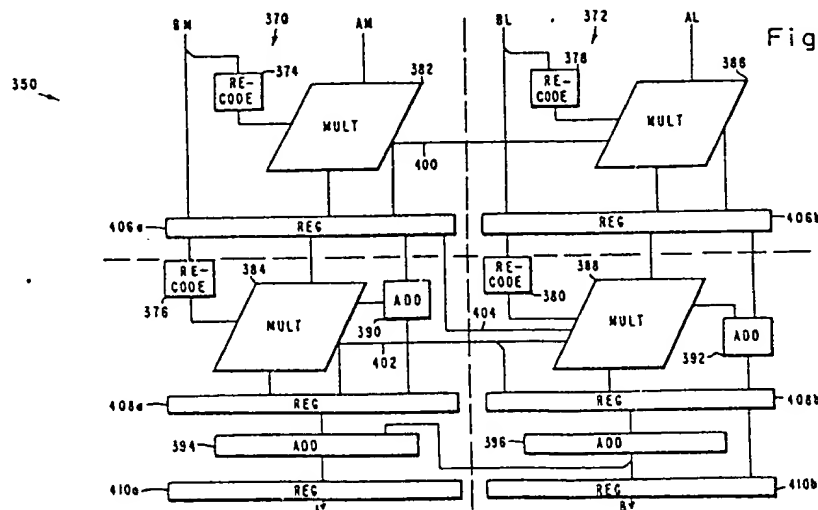 BM 370 AM BL 372 AL Fig
350
374 382 378 386
RE-
CODE
RE-
CODE
MULT MULT
400
406a REG REG 406b
RE-
CODE
384
RE-
CODE
388
376 MULT 390 ADD 380 404 MULT 392 ADD
402
408a REG REG 408b
394 ADD 396 ADD
410a REG REG 410b